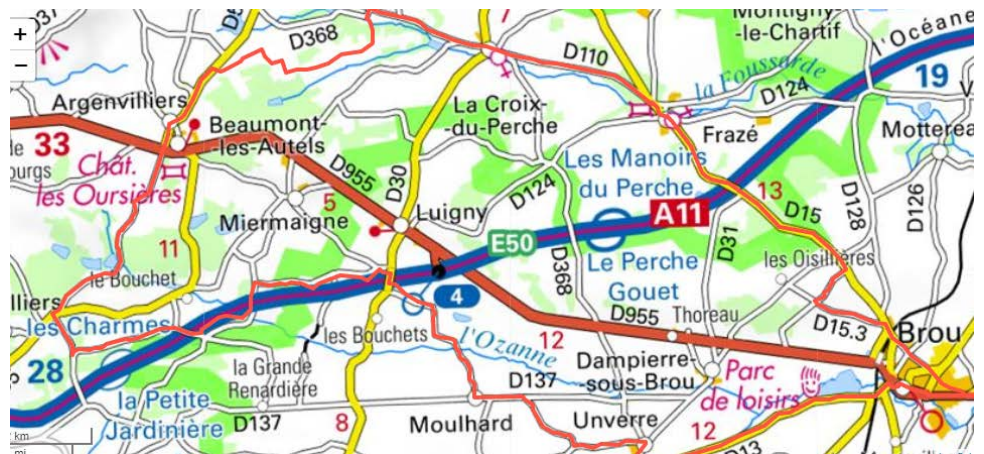 +
−
D37
D368
7
Montigny
-le-Chartif
l'Océane
D110
19
la Foussarde
D124
Argenvilliers
La Croix-
-du-Perche
Beaumont-
-les-Autels
Frazé
33
Mottereau
Chât.
les Oursières
D955
D30
D124
Les Manoirs
du Perche
13
5
Luigny
A11
D15
D128
D126
Miermaigne
E50
D31
11
D398
Le Perche
Gouet
les Oisillières
le Bouchet
4
les Charmes
les Bouchets
l'Ozanne
12
D955
Thoreau
D15.3
Brou
28
la Grande
Renardière
Dampierre-
-sous-Brou
Parc
de loisirs
la Petite
Jardinière
D137
D137
8
Moulhard
Unverre
12
D13
km
mi